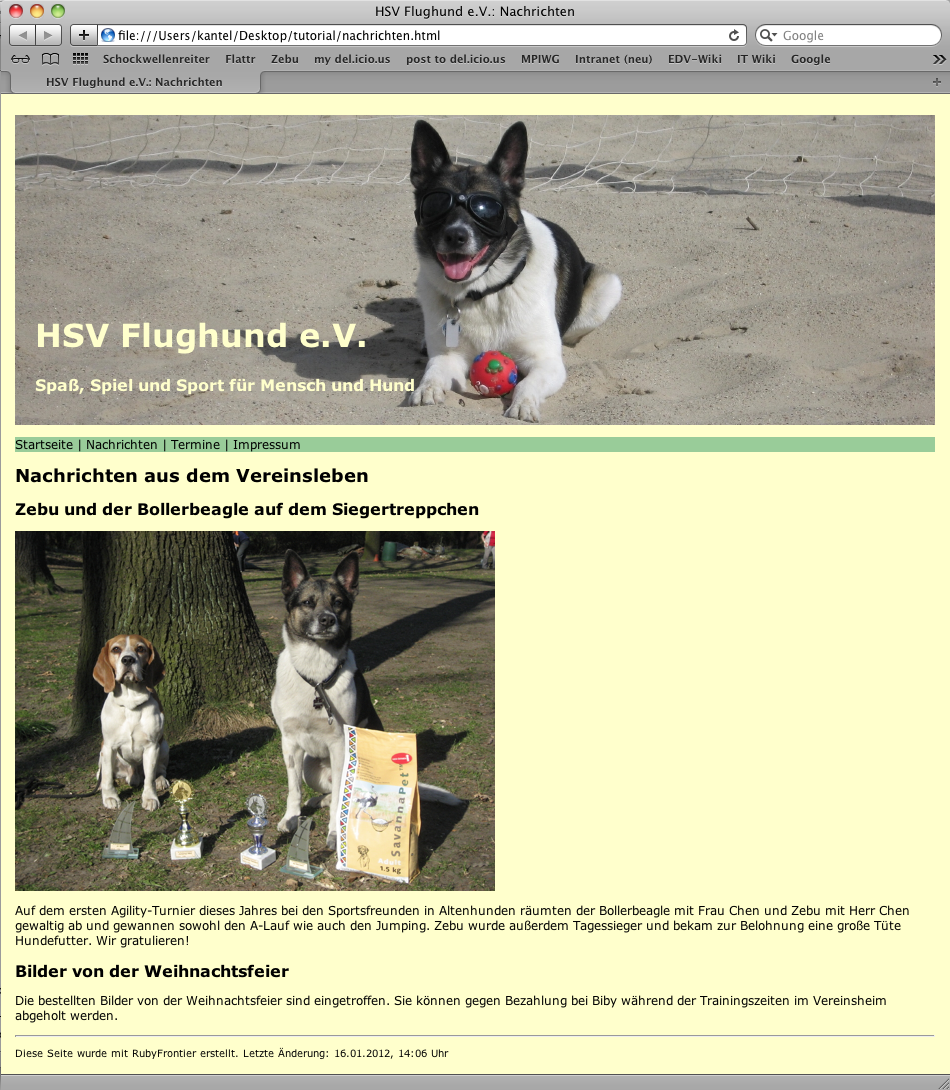 HSV Flughund e.V.: Nachrichten
file:///Users/kantel/Desktop/tutorial/nachrichten.html
Google
Schockwellenreiter Flattr Zebu my del.icio.us post to del.icio.us MPIWG Intranet (neu) EDV-Wiki IT Wiki Google
HSV Flughund e.V.: Nachrichten
HSV Flughund e.V.
Spaß, Spiel und Sport für Mensch und Hund
Startseite | Nachrichten | Termine | Impressum
Nachrichten aus dem Vereinsleben
Zebu und der Bollerbeagle auf dem Siegertreppchen
SavannaPet
Adult
1.5 kg
Auf dem ersten Agility-Turnier dieses Jahres bei den Sportsfreunden in Altenhunden räumten der Bollerbeagle mit Frau Chen und Zebu mit Herr Chen
gewaltig ab und gewannen sowohl den A-Lauf wie auch den Jumping. Zebu wurde außerdem Tagessieger und bekam zur Belohnung eine große Tüte
Hundefutter. Wir gratulieren!
Bilder von der Weihnachtsfeier
Die bestellten Bilder von der Weihnachtsfeier sind eingetroffen. Sie können gegen Bezahlung bei Biby während der Trainingszeiten im Vereinsheim
abgeholt werden.
Diese Seite wurde mit RubyFrontier erstellt. Letzte Änderung: 16.01.2012, 14:06 Uhr